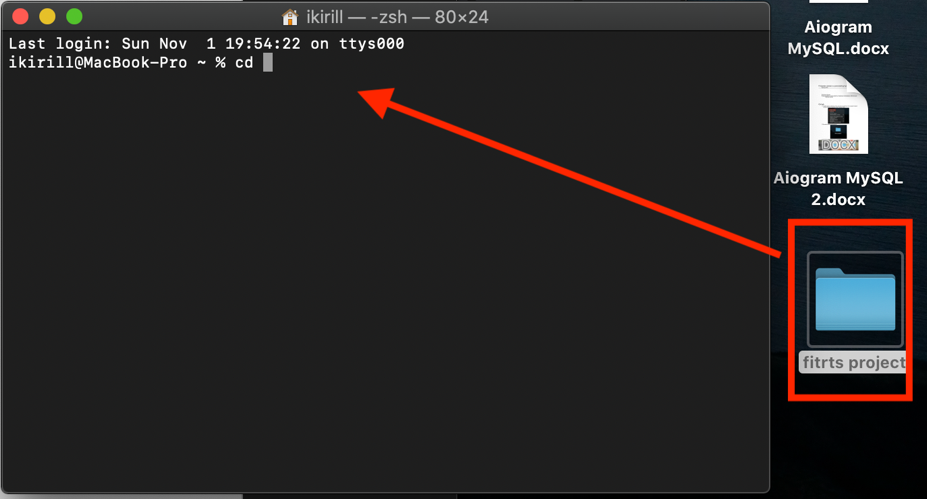 ikirill — -zsh — 80×24
Last login: Sun Nov  1 19:54:22 on ttys000
ikirill@MacBook-Pro ~ % cd
Aiogram
MySQL.docx
DOCX
Aiogram MySQL
2.docx
fitrts project